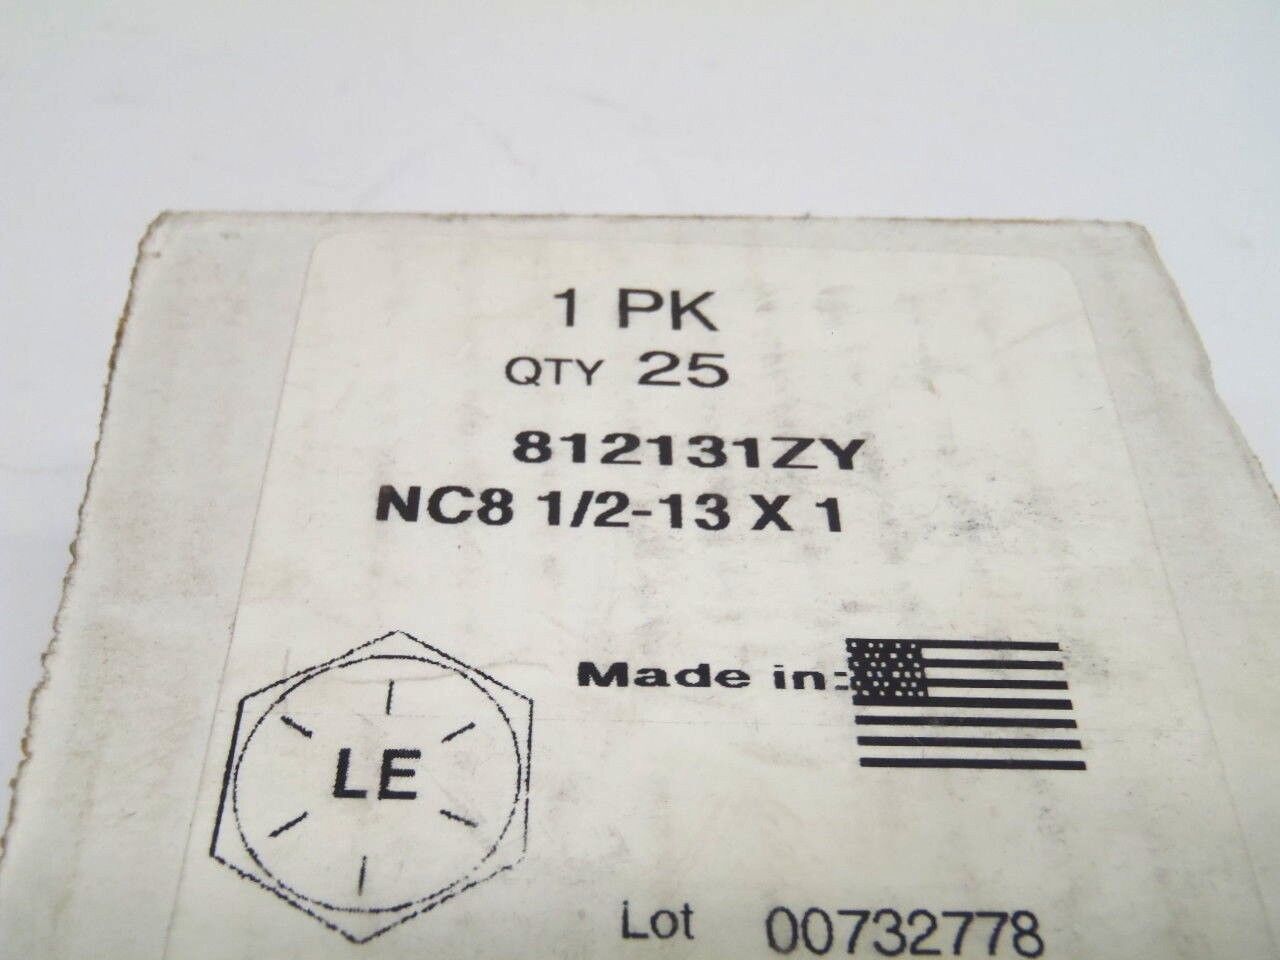 1 PK
QTY 25
812131ZY
NC8 1/2-13 X 1
Made in:
LE
Lot 00732778